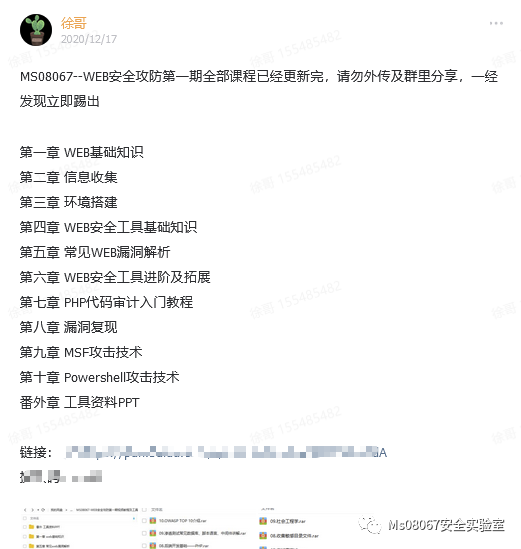 徐哥
2020/12/17
MS08067--WEB安全攻防第一期全部课程已经更新完，请勿外传及群里分享，一经
发现立即踢出
第一章 WEB基础知识
第二章 信息收集
第三章 环境搭建
第四章 WEB安全工具基础知识
第五章 常见WEB漏洞解析
第六章 WEB安全工具进阶及拓展
第七章 PHP代码审计入门教程
第八章 漏洞复现
第九章 MSF攻击技术
第十章 Powershell攻击技术
番外章 工具资料PPT
链接：
Ms08067安全实验室
徐哥 155485462